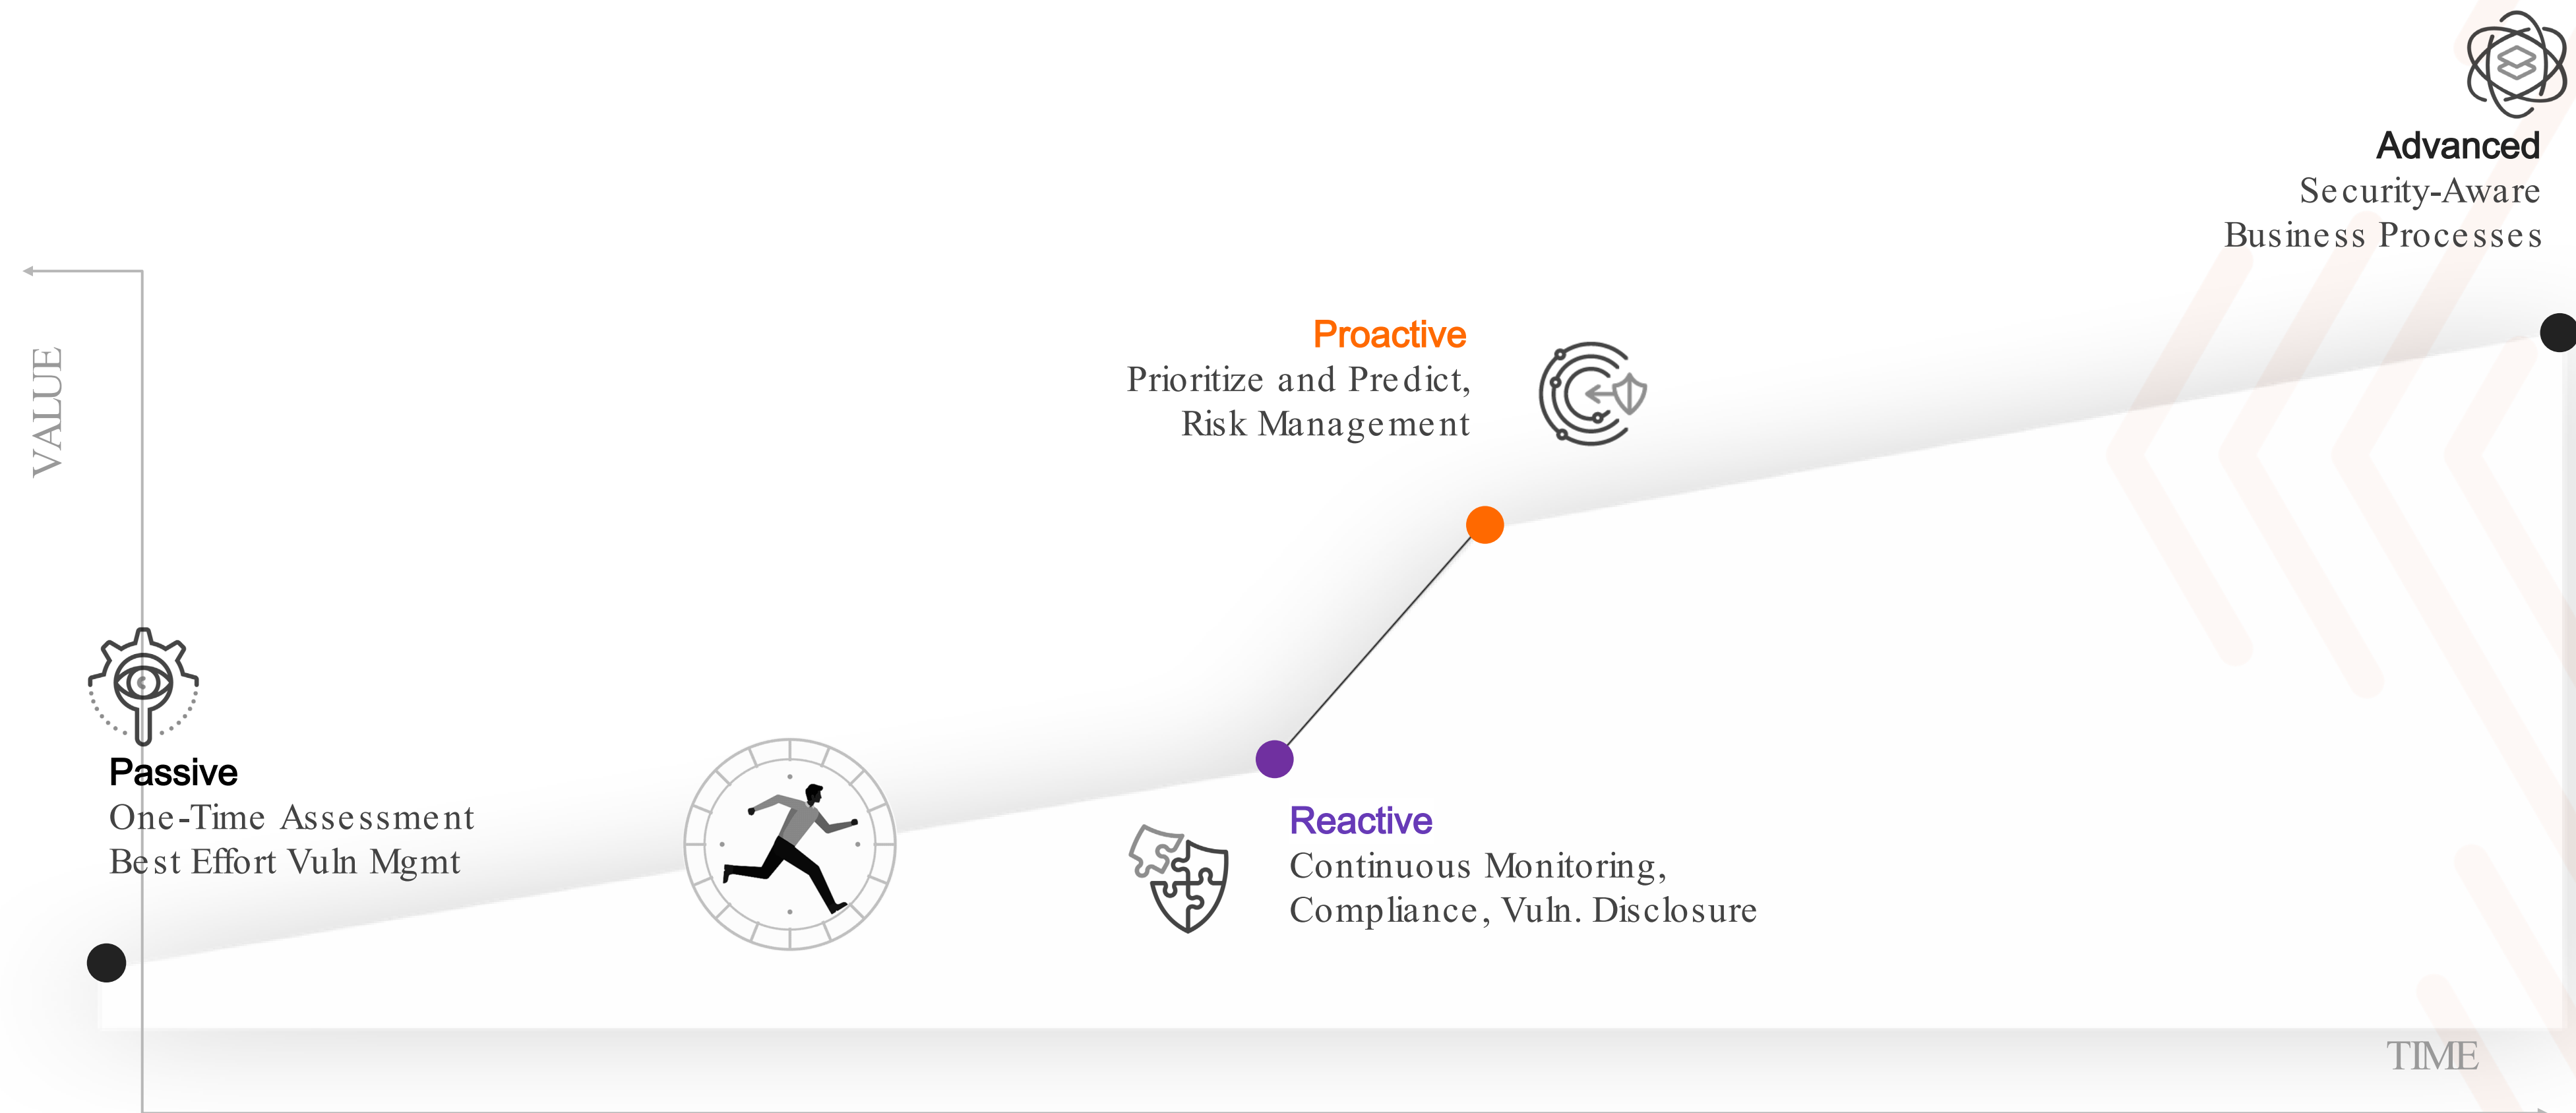 Advanced
Security-Aware
Business Processes
Proactive
Prioritize and Predict,
Risk Management
VALUE
Passive
One-Time Assessment
Best Effort Vuln Mgmt
Reactive
Continuous Monitoring,
Compliance, Vuln. Disclosure
TIME